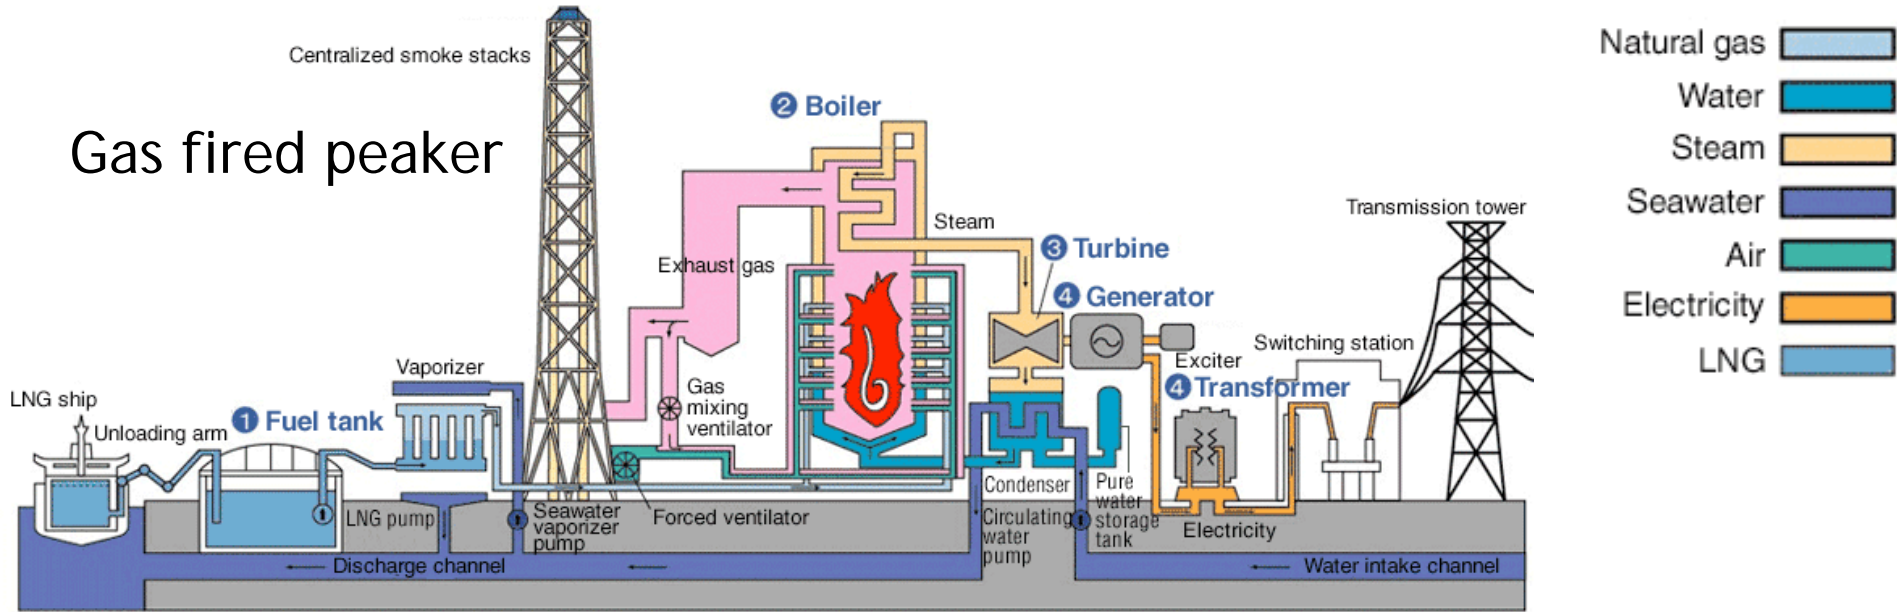 Centralized smoke stacks
Gas fired peaker
2 Boiler
Natural gas
Water
Steam
Seawater
Air
Electricity
LNG
Transmission tower
Steam
3 Turbine
Exhaust gas
4 Generator
Exciter
Switching station
4 Transformer
Vaporizer
LNG ship
Unloading arm
1 Fuel tank
Gas
mixing
ventilator
LNG pump
Seawater
vaporizer
pump
Forced ventilator
Condenser
Circulating
water
pump
Pure
water
storage
tank
Electricity
Discharge channel
Water intake channel